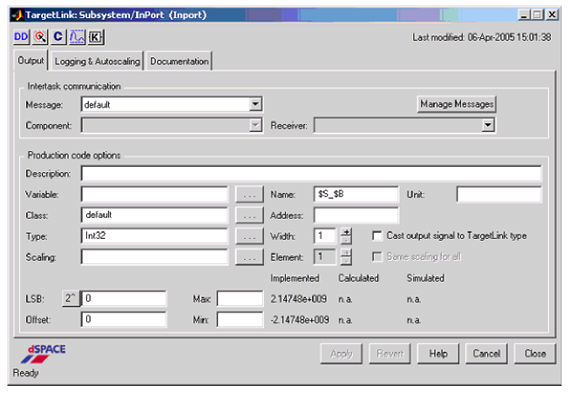 TargetLink: Subsystem/InPort (Inport)
DD C K Last modified: 06-Apr-2005 15:01:38
Output Logging & Autoscaling Documentation
Intertask communication
Message: default Manage Messages
Component: Receiver:
Production code options
Description:
Variable: ... Name: $S_$B Unit:
Class: default ... Address:
Type: Int32 ... Width: 1 Cast output signal to TargetLink type
Scaling: ... Element: 1 Same scaling for all
Implemented Calculated Simulated
LSB: 2^ 0 Max: 2.14748e+009 n.a. n.a.
Offset: 0 Min: -2.14748e+009 n.a. n.a.
dSPACE Apply Revert Help Cancel Close
Ready